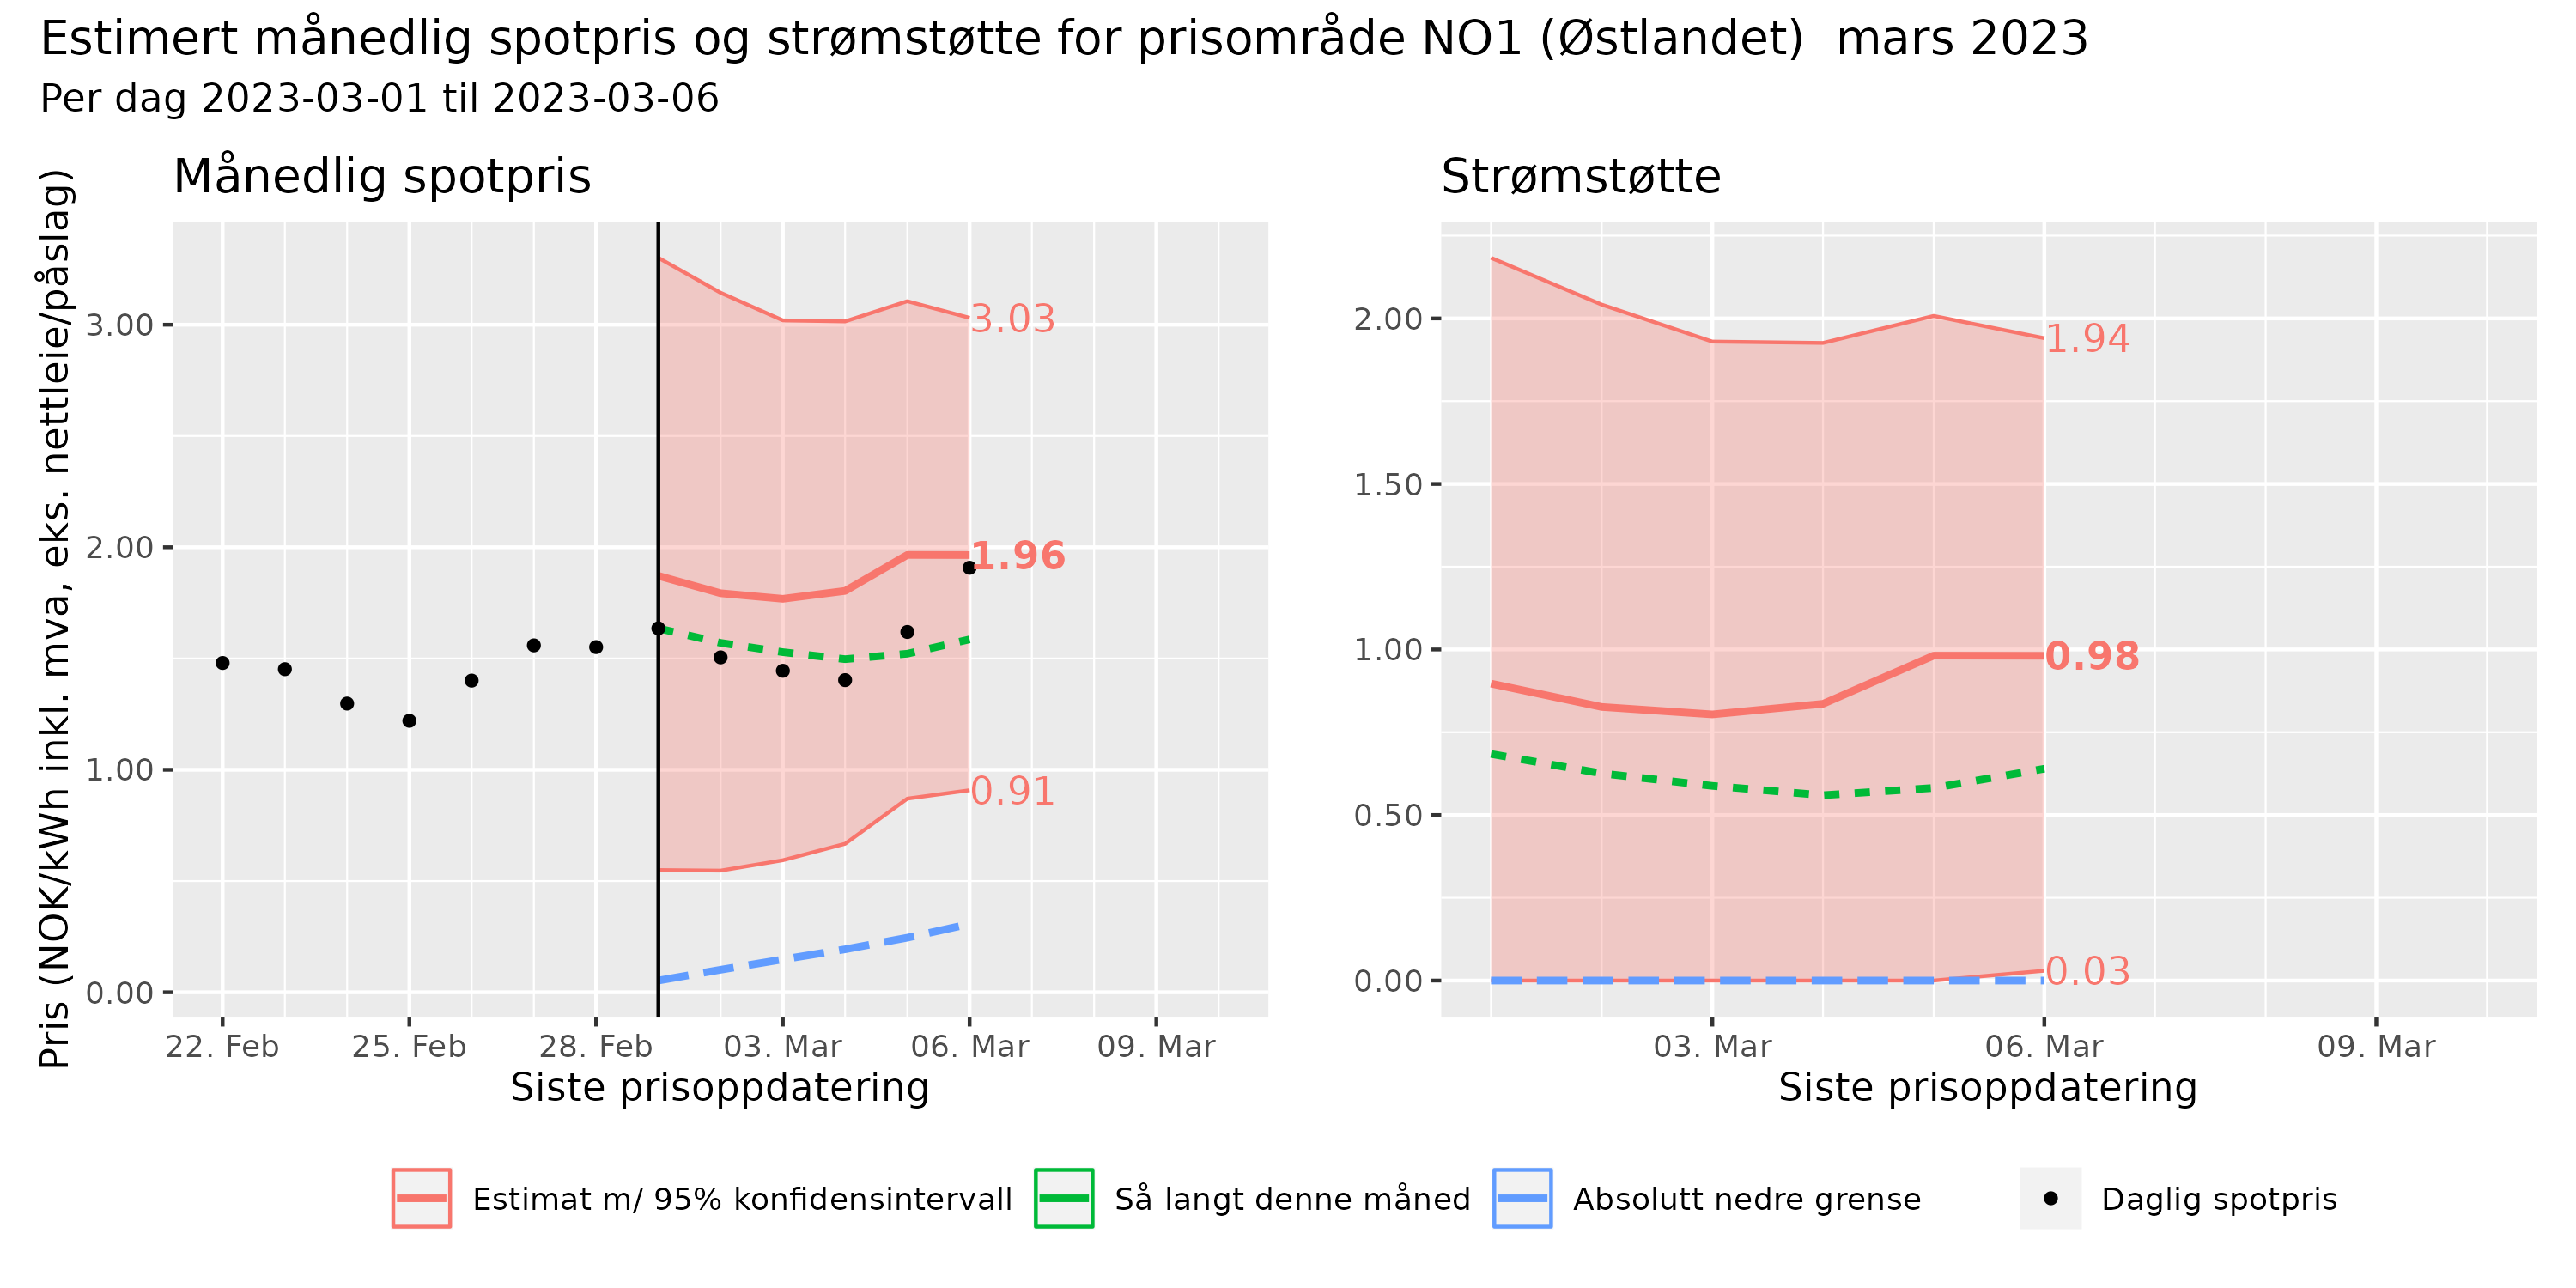 Estimert månedlig spotpris og strømstøtte for prisområde NO1 (Østlandet)  mars 2023
Per dag 2023-03-01 til 2023-03-06
Månedlig spotpris
Pris (NOK/kWh inkl. mva, eks. nettleie/påslag)
3.00
2.00
1.00
0.00
3.03
1.96
0.91
22. Feb
25. Feb
28. Feb
03. Mar
06. Mar
09. Mar
Siste prisoppdatering
Strømstøtte
2.00
1.50
1.00
0.50
0.00
1.94
0.98
0.03
03. Mar
06. Mar
09. Mar
Siste prisoppdatering
Estimat m/ 95% konfidensintervall
Så langt denne måned
Absolutt nedre grense
Daglig spotpris